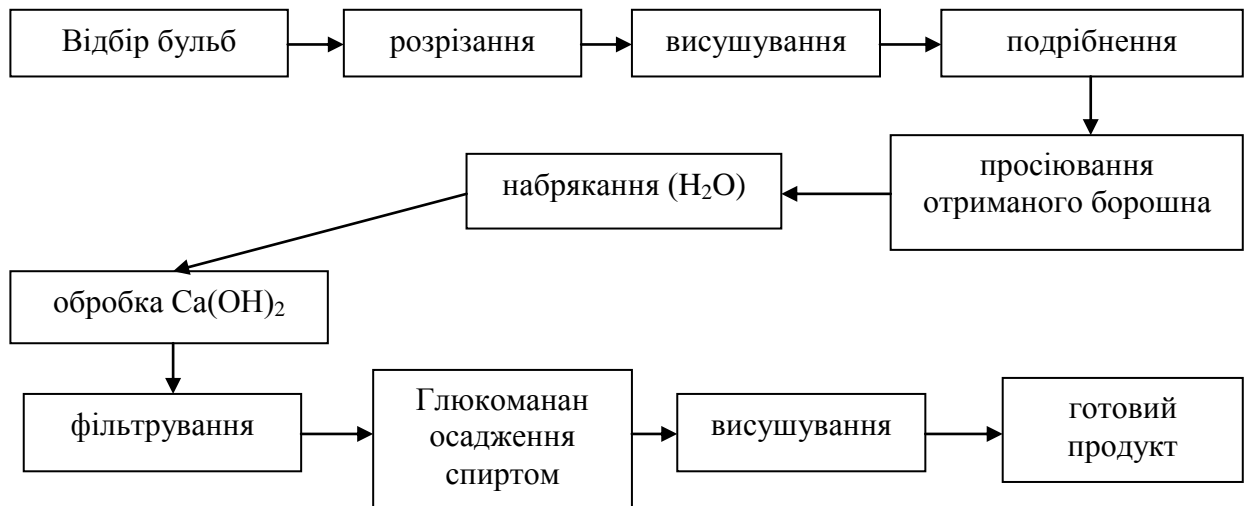 Відбір бульб
розрізання
висушування
подрібнення
просіювання
отриманого борошна
набрякання (H₂O)
обробка Ca(OH)₂
фільтрування
Глюкоманан
осадження
спиртом
висушування
готовий
продукт